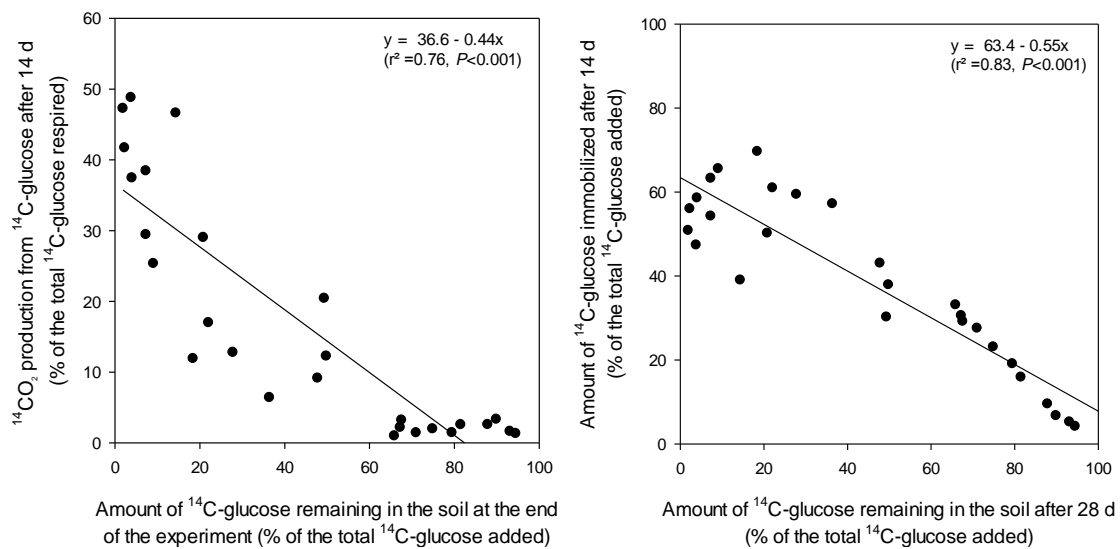 60
50
40
30
20
10
0
0
20
40
60
80
100
y = 36.6 - 0.44x
(r² =0.76, P<0.001)
¹⁴CO₂ production from ¹⁴C-glucose after 14 d
(% of the total ¹⁴C-glucose respired)
Amount of ¹⁴C-glucose remaining in the soil at the end
of the experiment (% of the total ¹⁴C-glucose added)
100
80
60
40
20
0
0
20
40
60
80
100
y = 63.4 - 0.55x
(r² =0.83, P<0.001)
Amount of ¹⁴C-glucose immobilized after 14 d
(% of the total ¹⁴C-glucose added)
Amount of ¹⁴C-glucose remaining in the soil after 28 d
(% of the total ¹⁴C-glucose added)